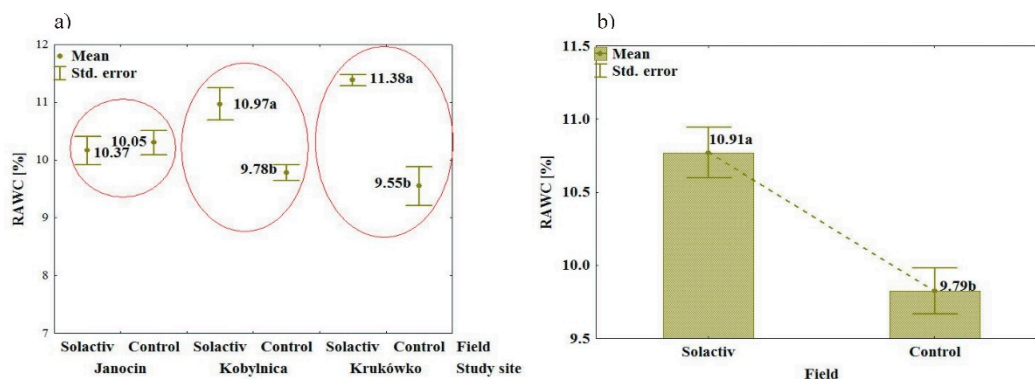 a)
12
11
10
9
8
7
RAWC [%]
Mean
Std. error
10.37
10.05
10.97a
9.78b
11.38a
9.55b
Solactiv Control Solactiv Control Solactiv Control Field
Janocin Kobylnica Krukówko Study site
b)
11.5
11.0
10.5
10.0
9.5
RAWC [%]
Mean
Std. error
10.91a
9.79b
Solactiv Control
Field